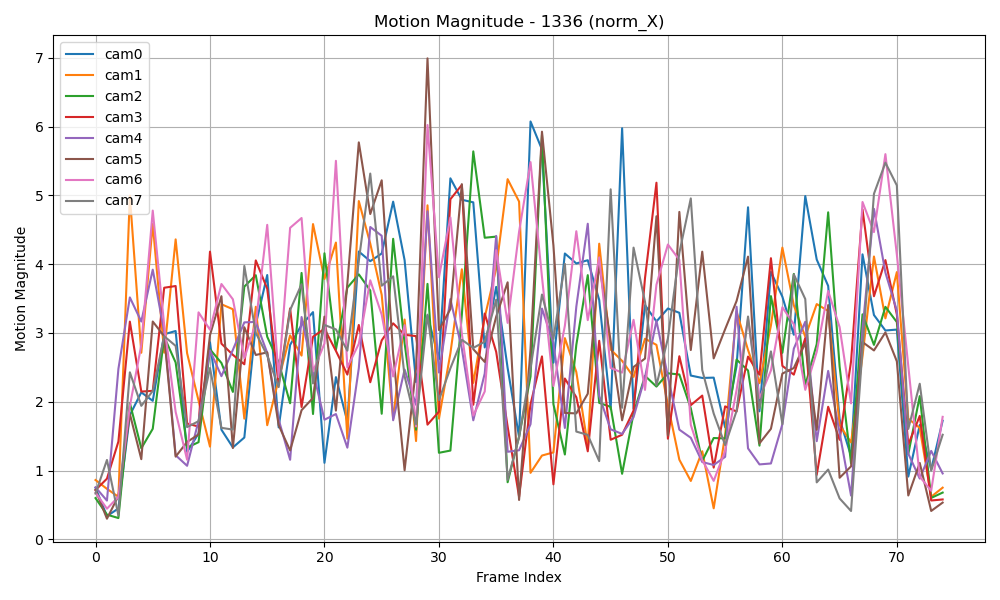 Motion Magnitude - 1336 (norm_X)
cam0
cam1
cam2
cam3
cam4
cam5
cam6
cam7
Motion Magnitude
7
6
5
4
3
2
1
0
0 10 20 30 40 50 60 70
Frame Index